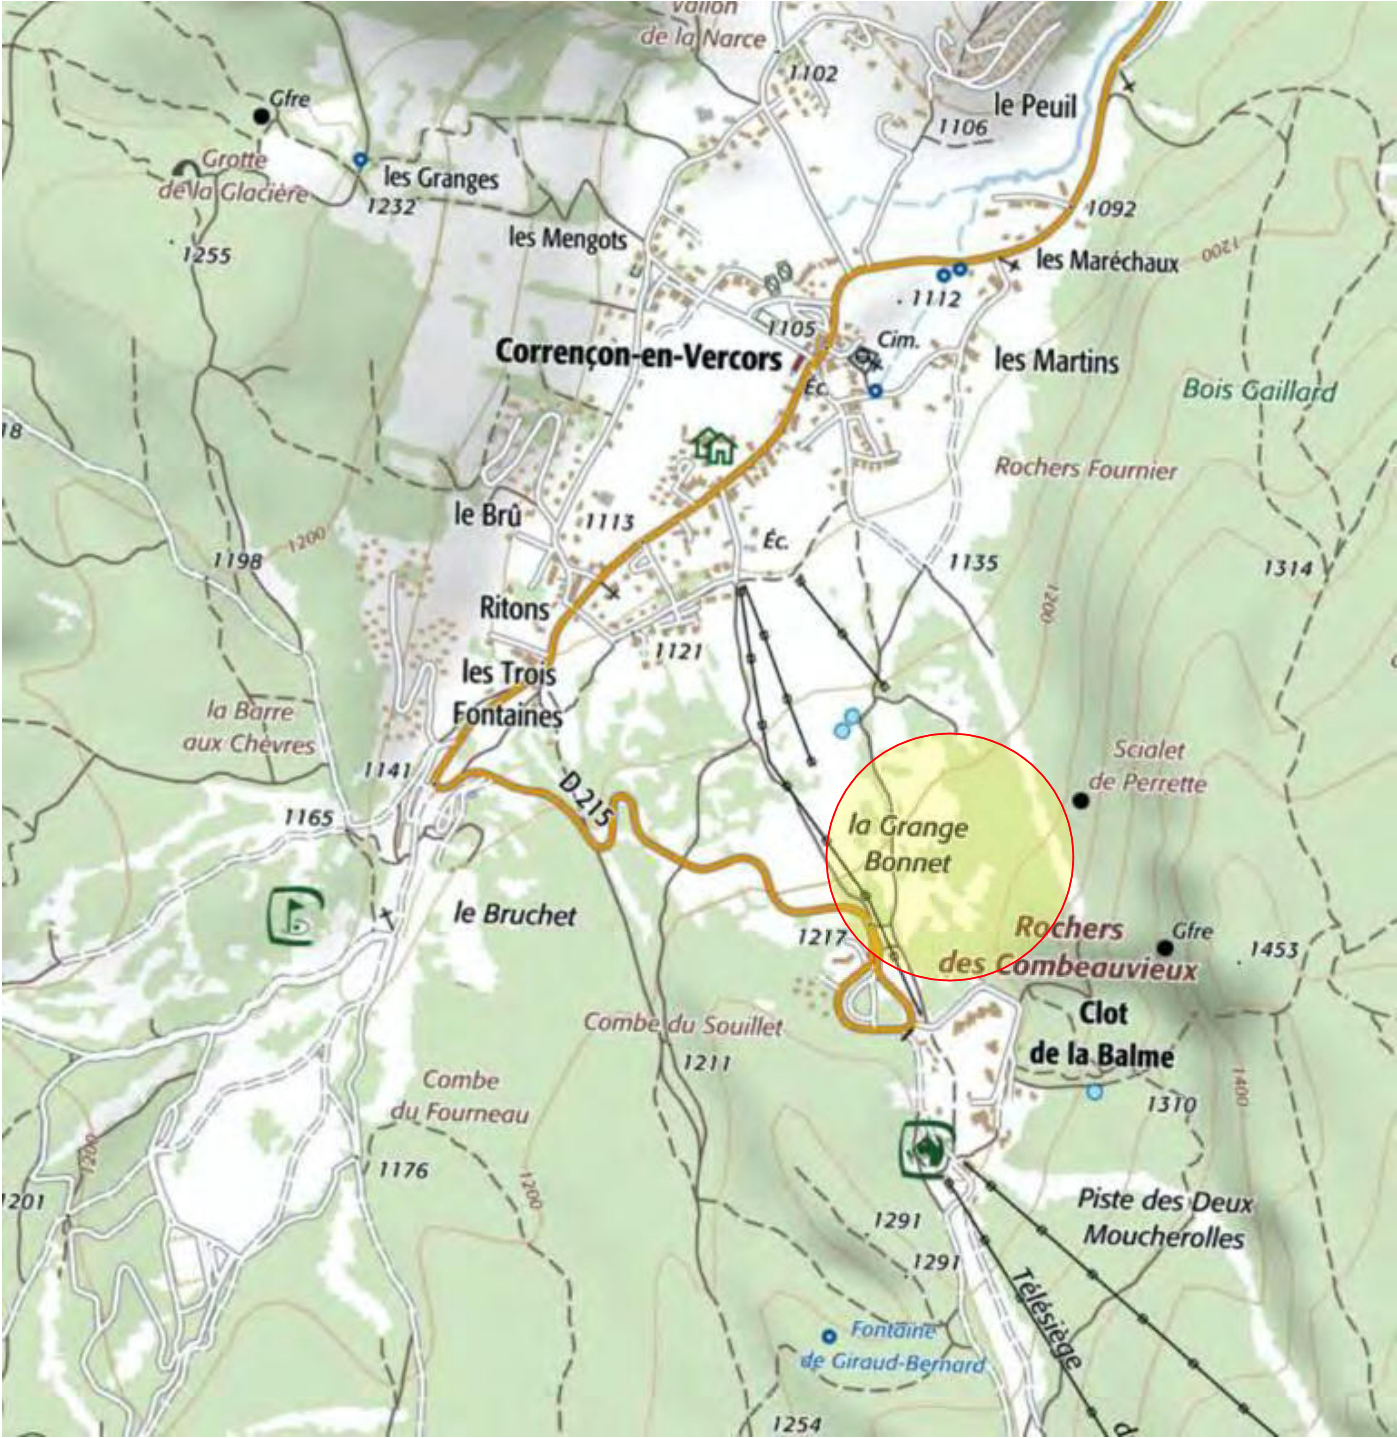 Vallon
de la Narce
1102
Gfre
le Peuil
1106
Grotte
de la Glacière
les Granges
1232
1092
les Mengots
1255
1200
les Maréchaux
1112
1105
Cim.
Corrençon-en-Vercors
les Martins
Éc.
Bois Gaillard
18
Rochers Fournier
le Brû
1113
1200
Éc.
1198
1135
1314
1200
Ritons
1121
les Trois
Fontaines
la Barre
aux Chèvres
Scialet
de Perrette
1141
D.215
1165
la Grange
Bonnet
le Bruchet
Rochers
des Combeauvieux
1217
Gfre
1453
Clot
de la Balme
Combe du Souillet
1211
Combe
du Fourneau
1400
1310
1200
1176
1200
1201
Piste des Deux
Moucherolles
1291
1291
Télésiège
Fontaine
de Giraud-Bernard
1254
d